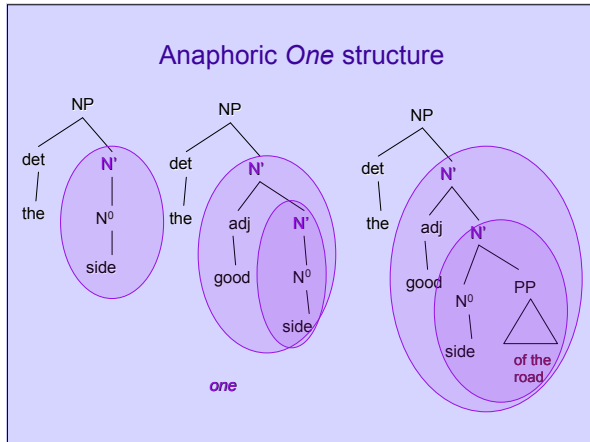 Anaphoric One structure
NP
det
the
N'
N⁰
side
NP
det
the
N'
adj
good
N'
N⁰
side
NP
det
the
N'
adj
good
N'
N⁰
side
PP
of the
road
one